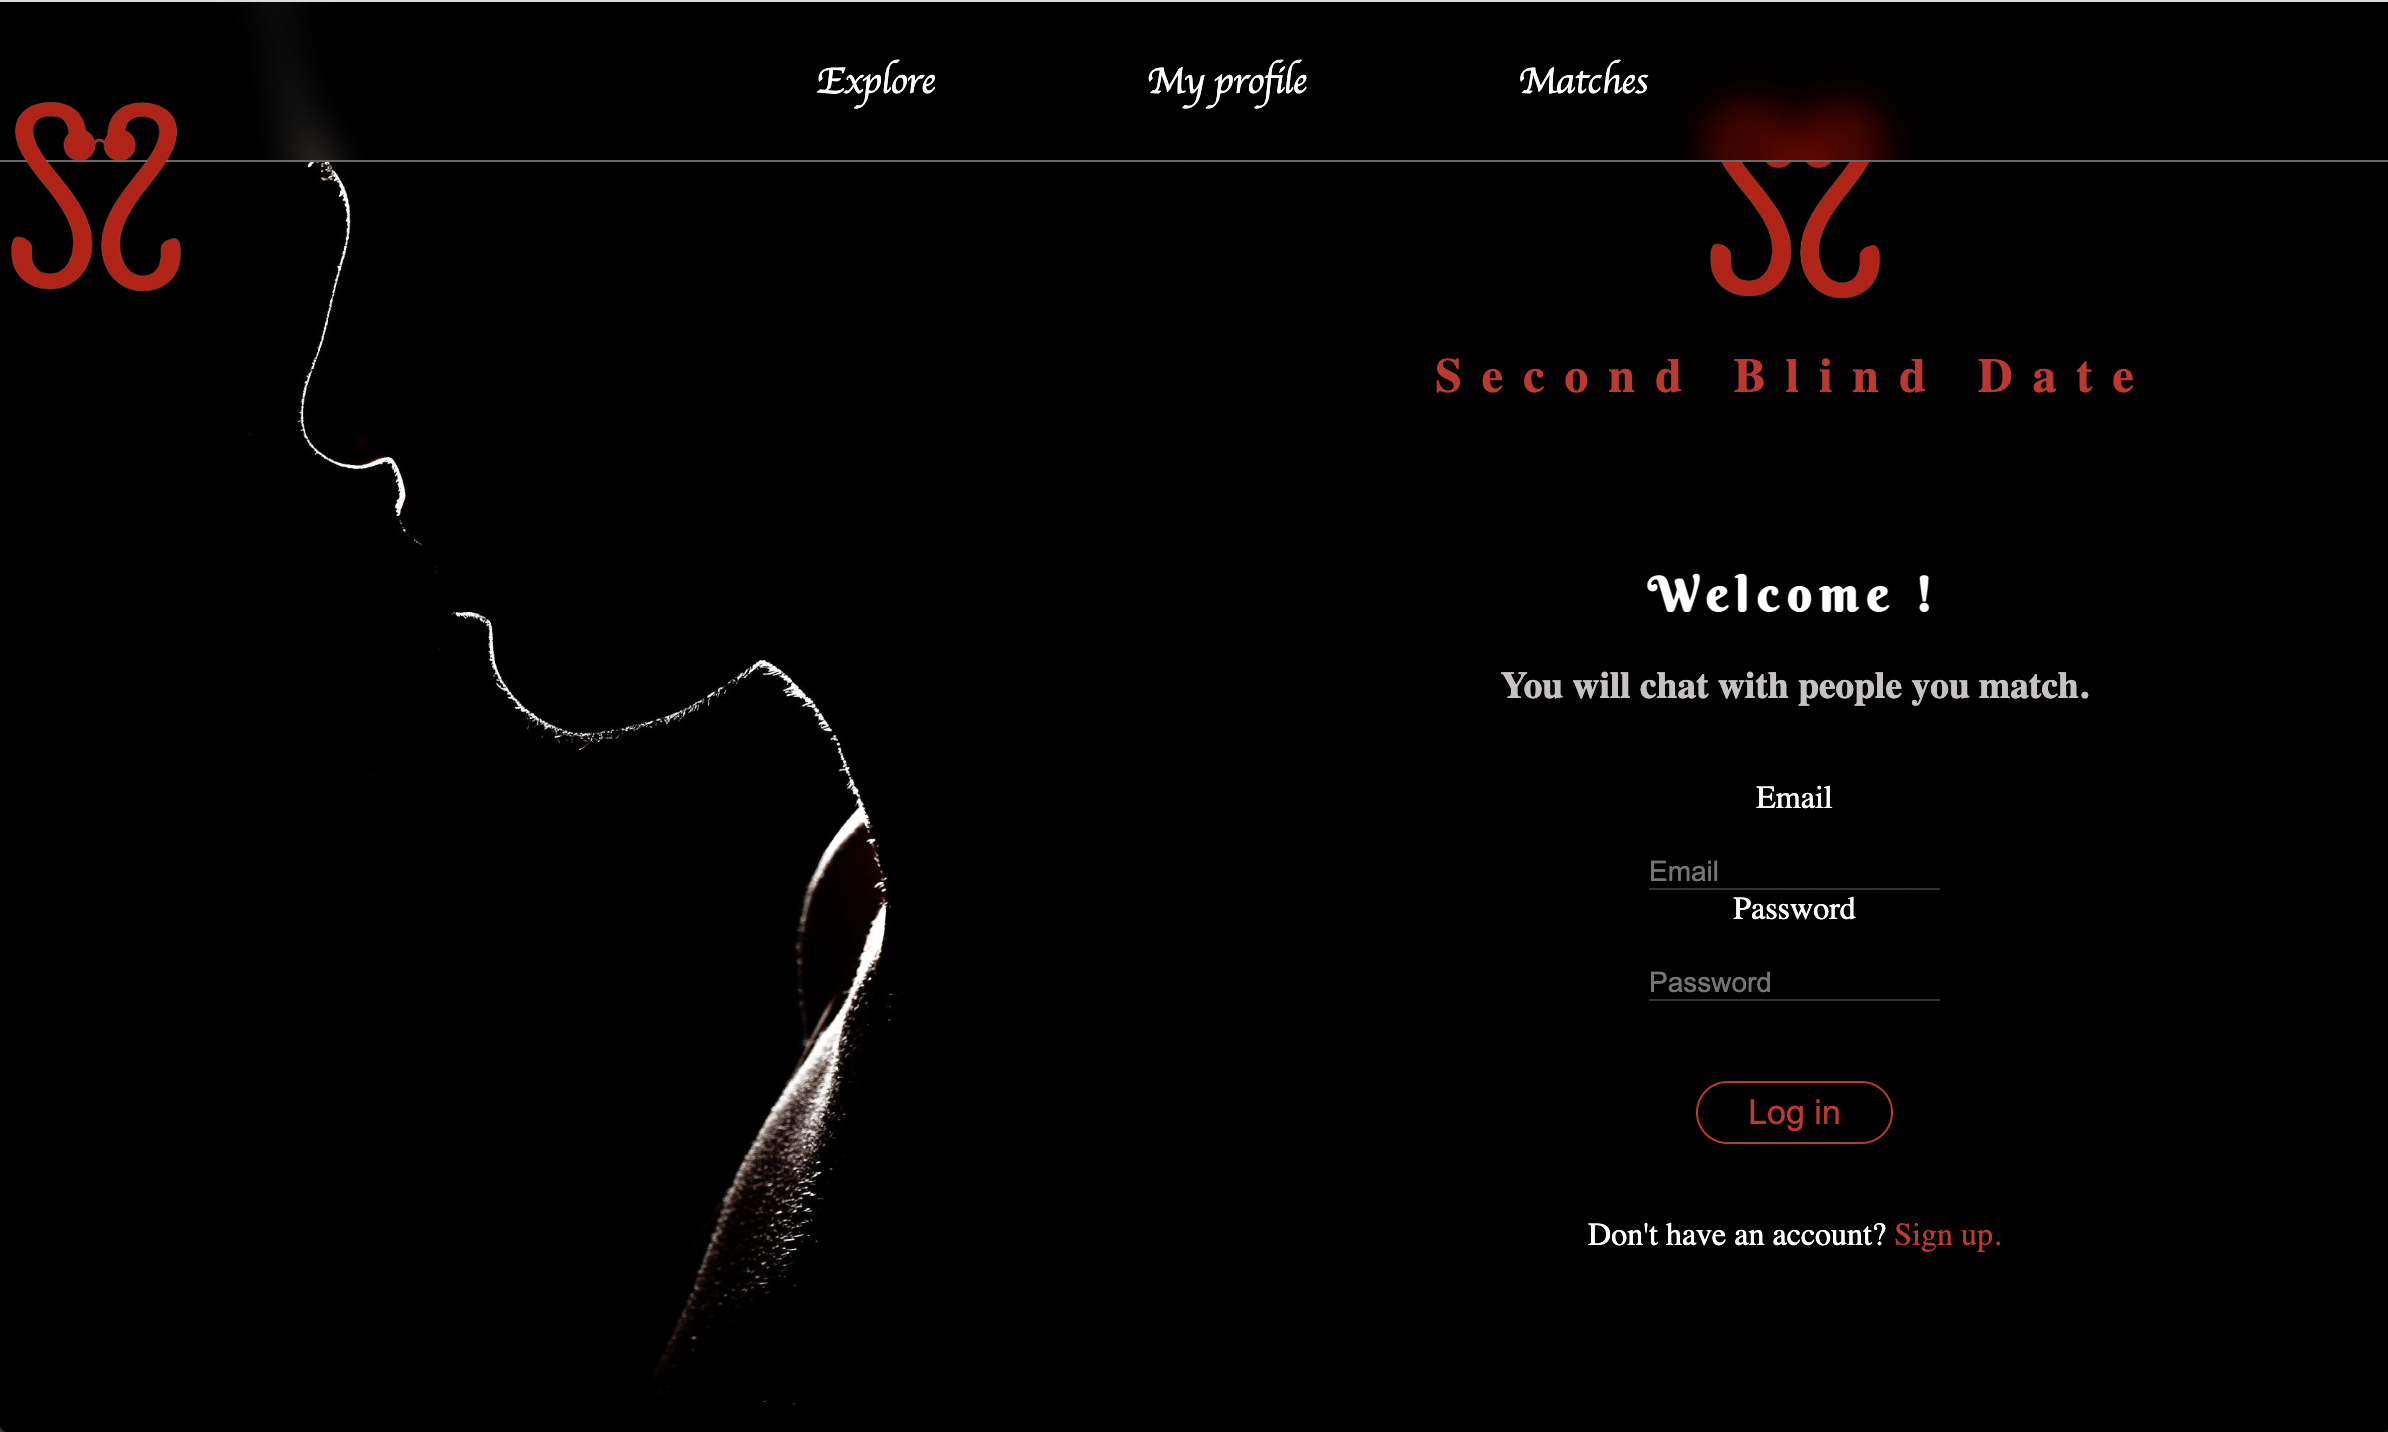 Explore
My profile
Matches
Second Blind Date
Welcome !
You will chat with people you match.
Email
Email
Password
Password
Log in
Don't have an account? Sign up.